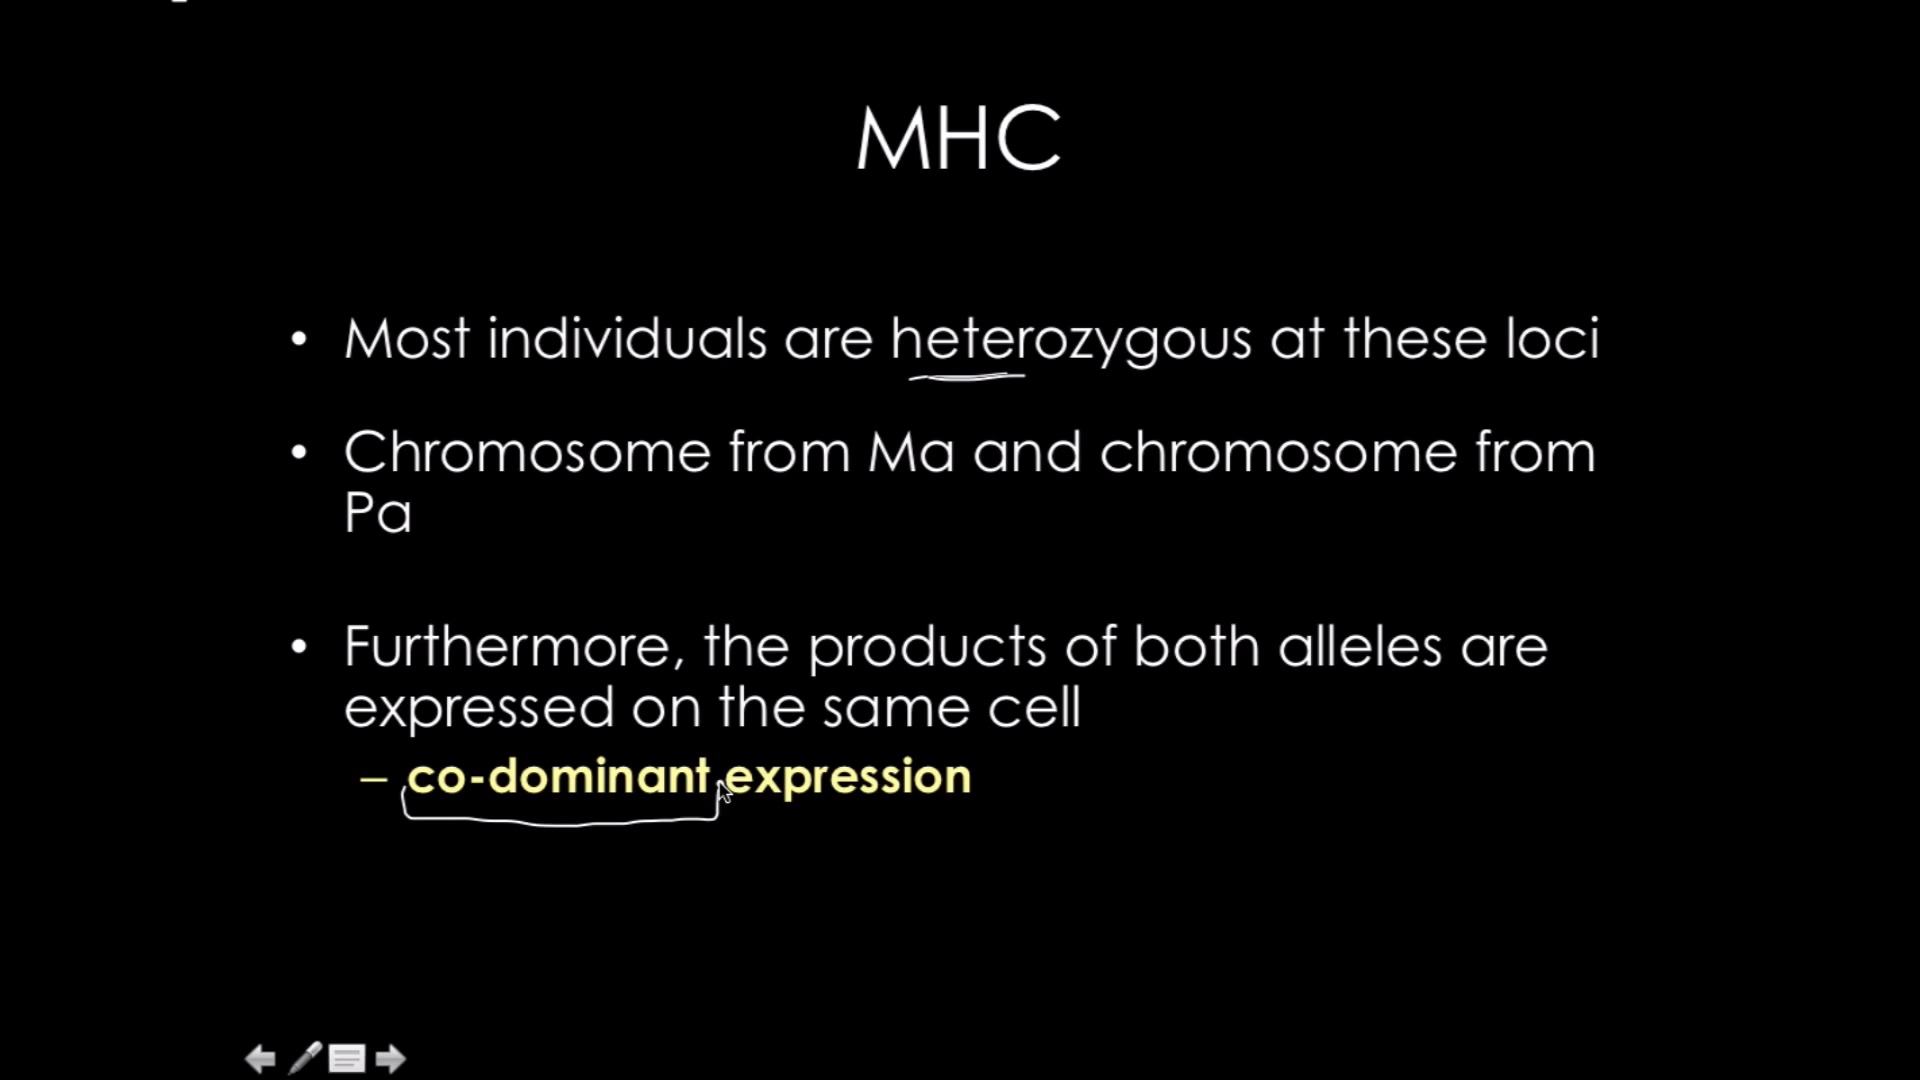 MHC
• Most individuals are heterozygous at these loci
• Chromosome from Ma and chromosome from
Pa
• Furthermore, the products of both alleles are
expressed on the same cell
– co-dominant expression